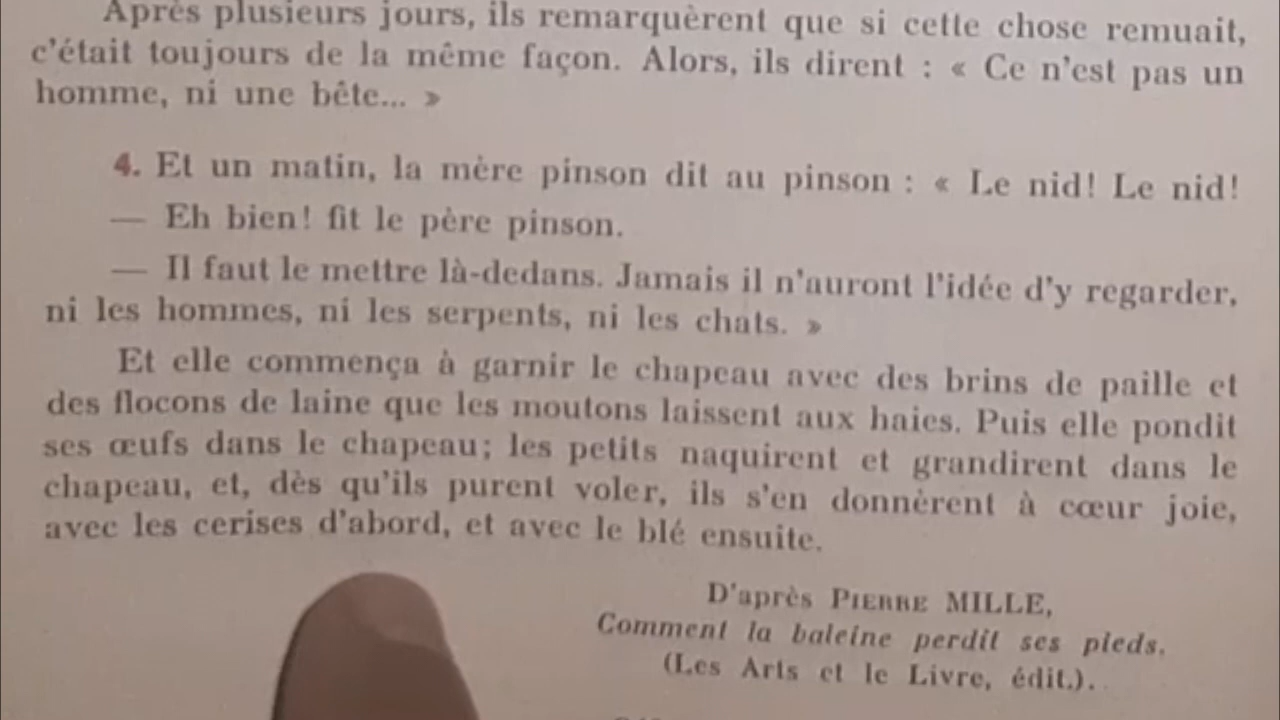 Après plusieurs jours, ils remarquèrent que si cette chose remuait,
c'était toujours de la même façon. Alors, ils dirent : « Ce n'est pas un
homme, ni une bête... »
4. Et un matin, la mère pinson dit au pinson : « Le nid! Le nid!
— Eh bien! fit le père pinson.
— Il faut le mettre là-dedans. Jamais il n'auront l'idée d'y regarder,
ni les hommes, ni les serpents, ni les chats. »
Et elle commença à garnir le chapeau avec des brins de paille et
des flocons de laine que les moutons laissent aux haies. Puis elle pondit
ses œufs dans le chapeau; les petits naquirent et grandirent dans le
chapeau, et, dès qu'ils purent voler, ils s'en donnèrent à cœur joie,
avec les cerises d'abord, et avec le blé ensuite.
D'après PIERRE MILLE,
Comment la baleine perdit ses pieds.
(Les Arts et le Livre, édit.).